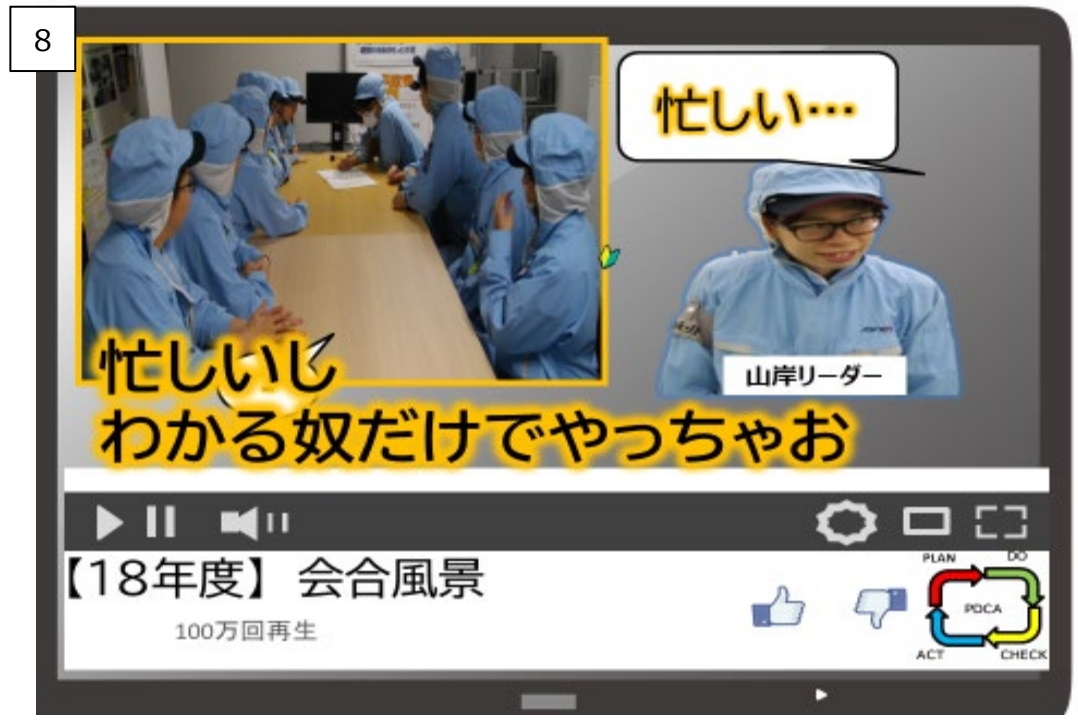 8
忙しい…
忙しいし
わかる奴だけでやっちゃお
山岸リーダー
【18年度】 会合風景
100万回再生
PLAN
DO
PDCA
ACT
CHECK